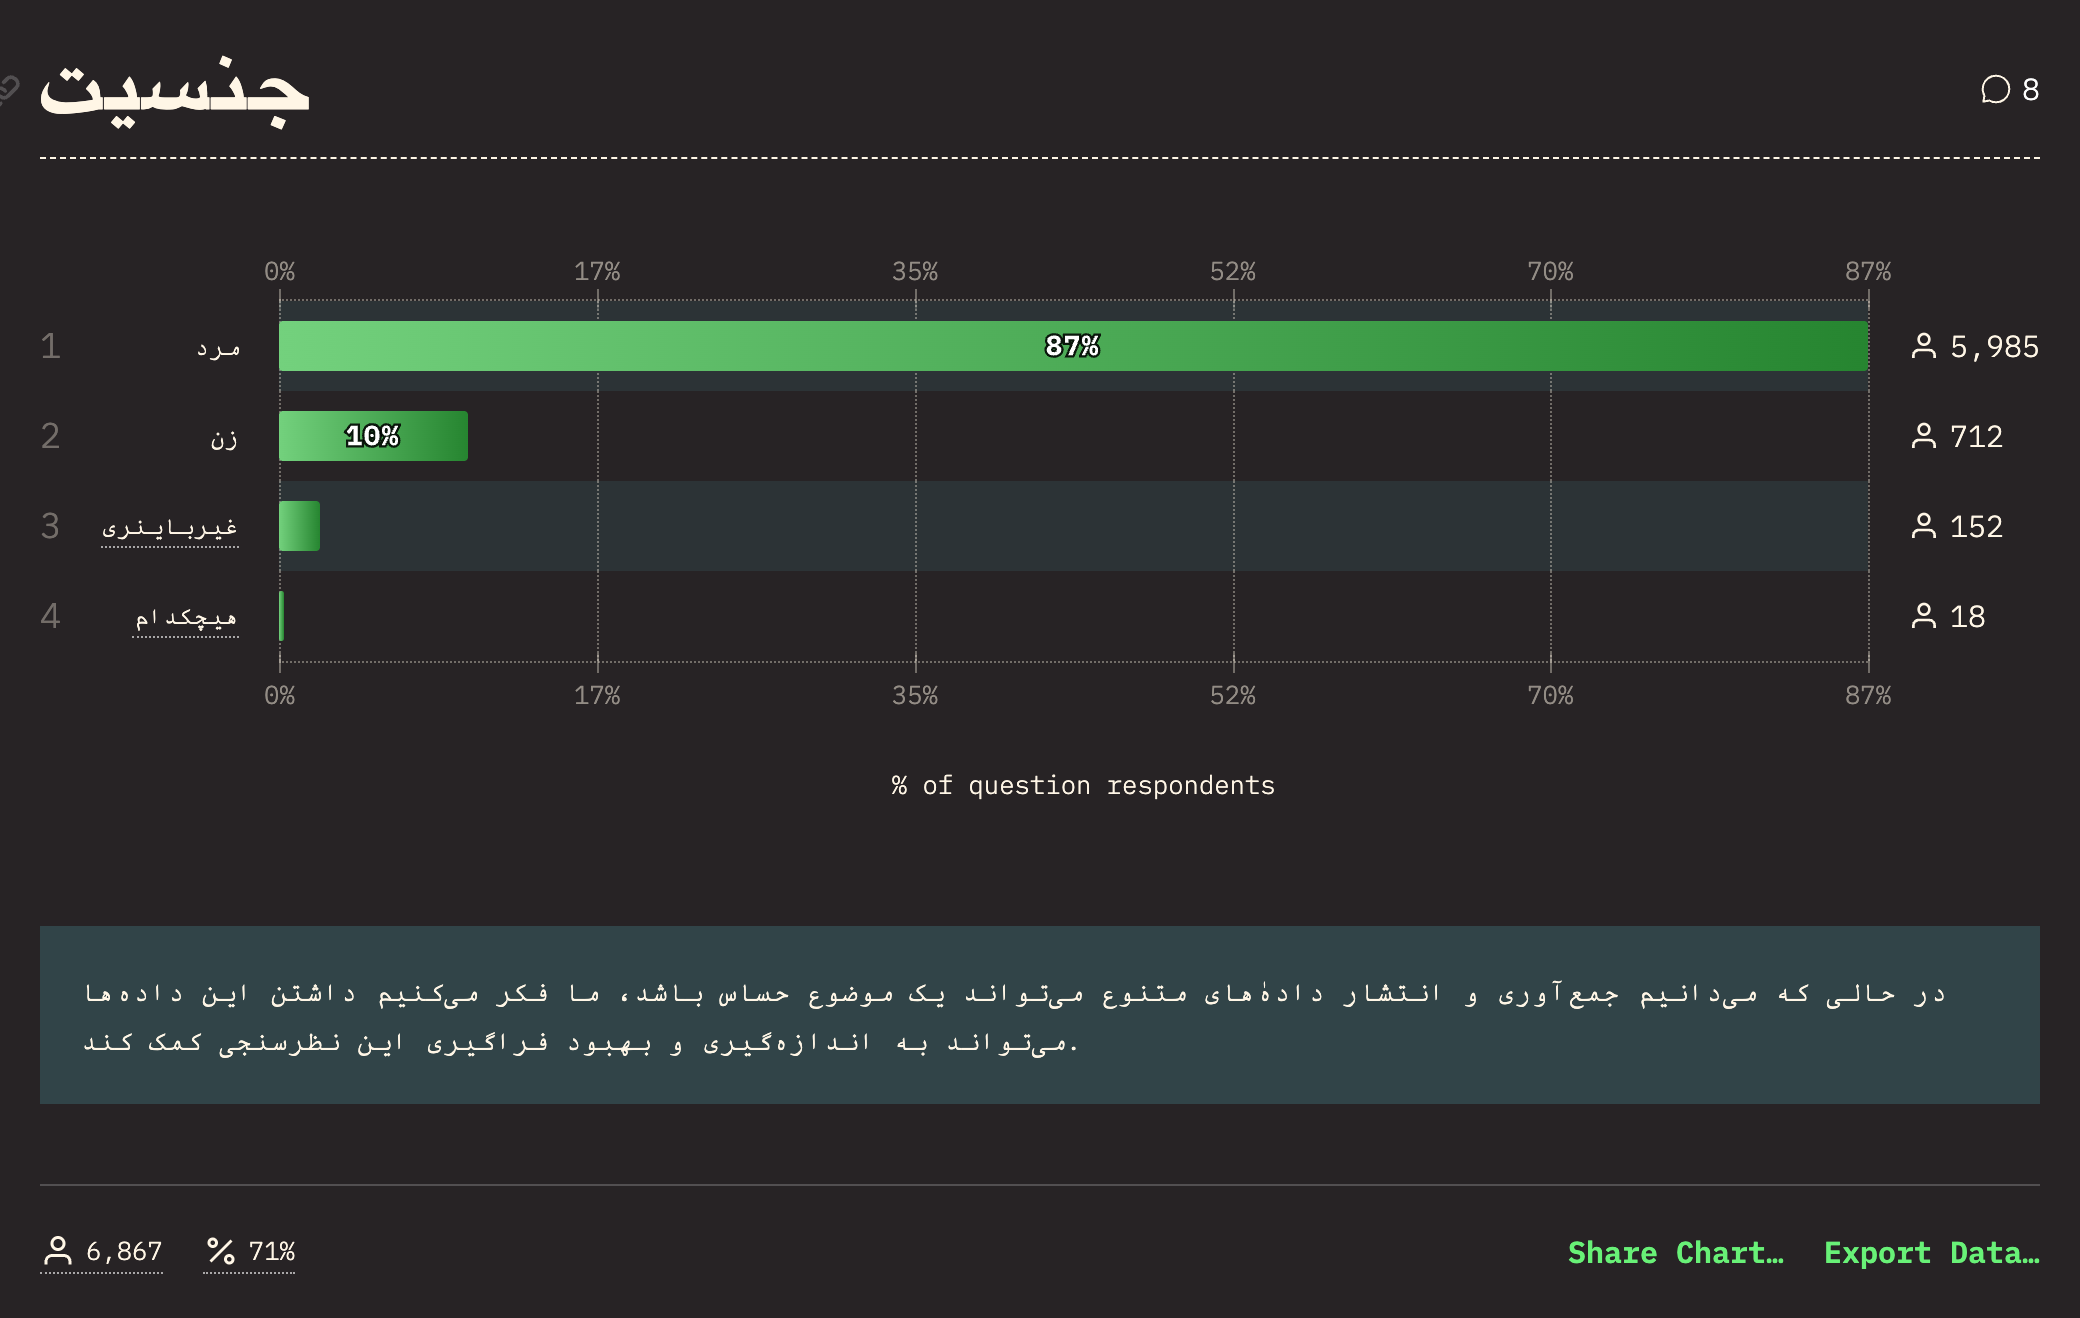 جنسیت
8
0% 17% 35% 52% 70% 87%
1 مرد 87% 5,985
2 زن 10% 712
3 غیرباینری 152
4 هیچکدام 18
0% 17% 35% 52% 70% 87%
% of question respondents
در حالی که می‌دانیم جمع‌آوری و انتشار دادهٔ‌های متنوع می‌تواند یک موضوع حساس باشد، ما فکر می‌کنیم داشتن این داده‌ها
می‌تواند به اندازه‌گیری و بهبود فراگیری این نظرسنجی کمک کند.
6,867 71% Share Chart… Export Data…